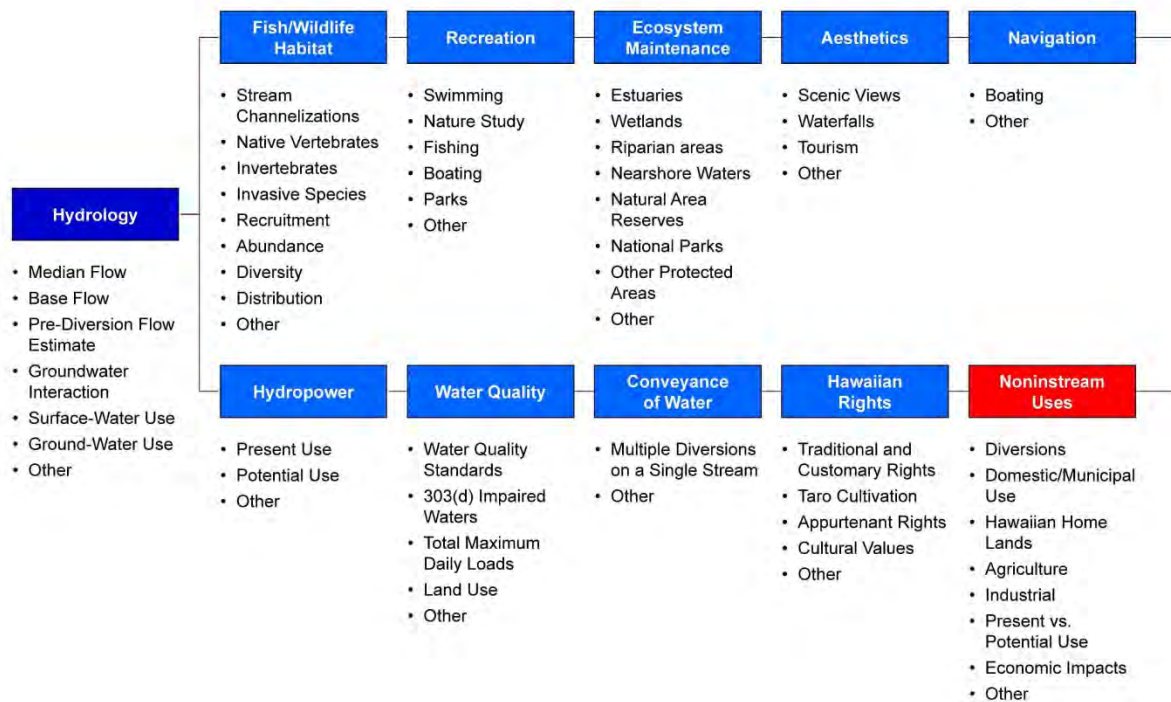 Hydrology
• Median Flow
• Base Flow
• Pre-Diversion Flow
Estimate
• Groundwater
Interaction
• Surface-Water Use
• Ground-Water Use
• Other
Fish/Wildlife
Habitat
• Stream
Channelizations
• Native Vertebrates
• Invertebrates
• Invasive Species
• Recruitment
• Abundance
• Diversity
• Distribution
• Other
Recreation
• Swimming
• Nature Study
• Fishing
• Boating
• Parks
• Other
Ecosystem
Maintenance
• Estuaries
• Wetlands
• Riparian areas
• Nearshore Waters
• Natural Area
Reserves
• National Parks
• Other Protected
Areas
• Other
Aesthetics
• Scenic Views
• Waterfalls
• Tourism
• Other
Navigation
• Boating
• Other
Hydropower
• Present Use
• Potential Use
• Other
Water Quality
• Water Quality
Standards
• 303(d) Impaired
Waters
• Total Maximum
Daily Loads
• Land Use
• Other
Conveyance
of Water
• Multiple Diversions
on a Single Stream
• Other
Hawaiian
Rights
• Traditional and
Customary Rights
• Taro Cultivation
• Appurtenant Rights
• Cultural Values
• Other
Noninstream
Uses
• Diversions
• Domestic/Municipal
Use
• Hawaiian Home
Lands
• Agriculture
• Industrial
• Present vs.
Potential Use
• Economic Impacts
• Other